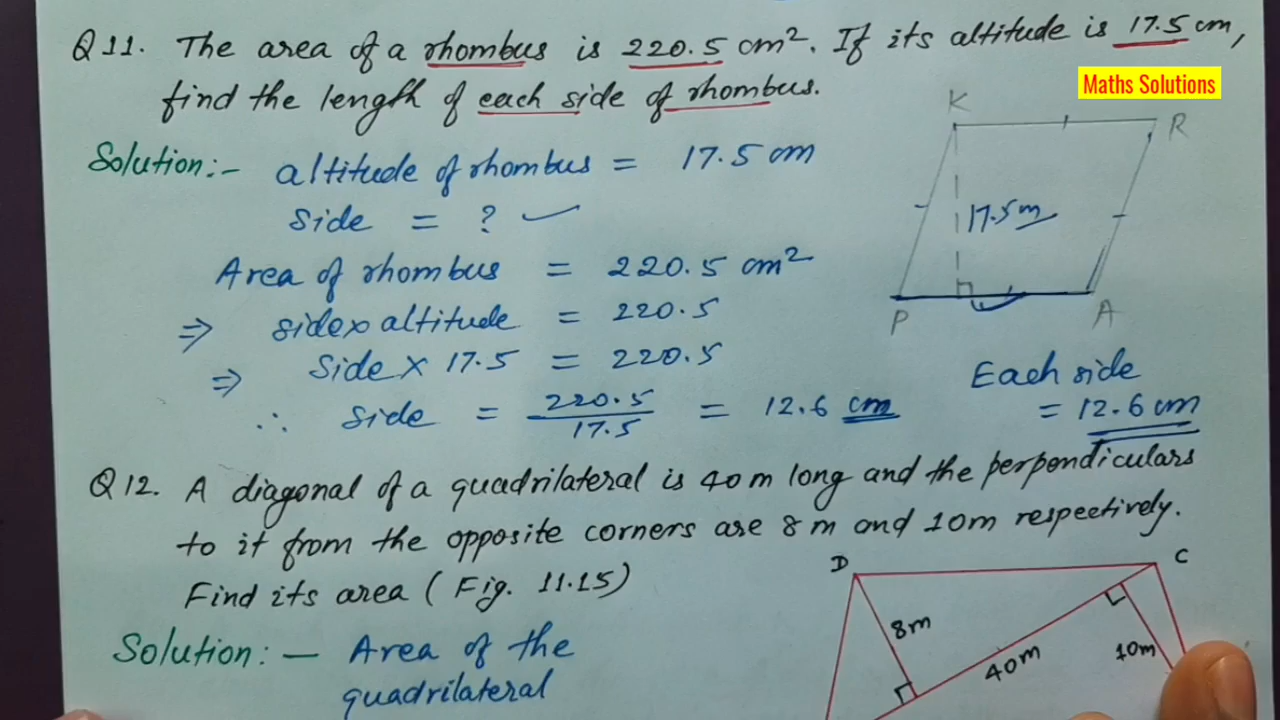 Q11. The area of a rhombus is 220.5 cm². If its altitude is 17.5 cm,
find the length of each side of rhombus.
Maths Solutions
Solution:- altitude of rhombus = 17.5 cm
Side = ? ✓
Area of rhombus = 220.5 cm²
⇒ side x altitude = 220.5
⇒ Side × 17.5 = 220.5
∴ Side = 220.5/17.5 = 12.6 cm
K
R
17.5m
P
A
Each side
= 12.6 cm
Q12. A diagonal of a quadrilateral is 40m long and the perpendiculars
to it from the opposite corners are 8m and 10m respectively.
Find its area (Fig. 11.15)
Solution:- Area of the
quadrilateral
D
C
8m
40m
10m